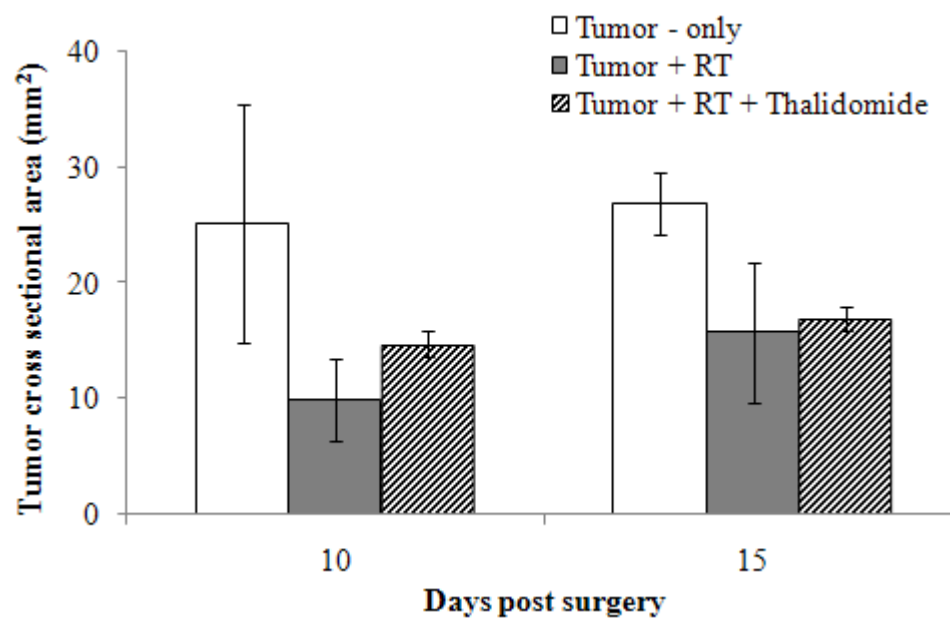 Tumor - only
Tumor + RT
Tumor + RT + Thalidomide
Tumor cross sectional area (mm²)
40
30
20
10
0
10
15
Days post surgery